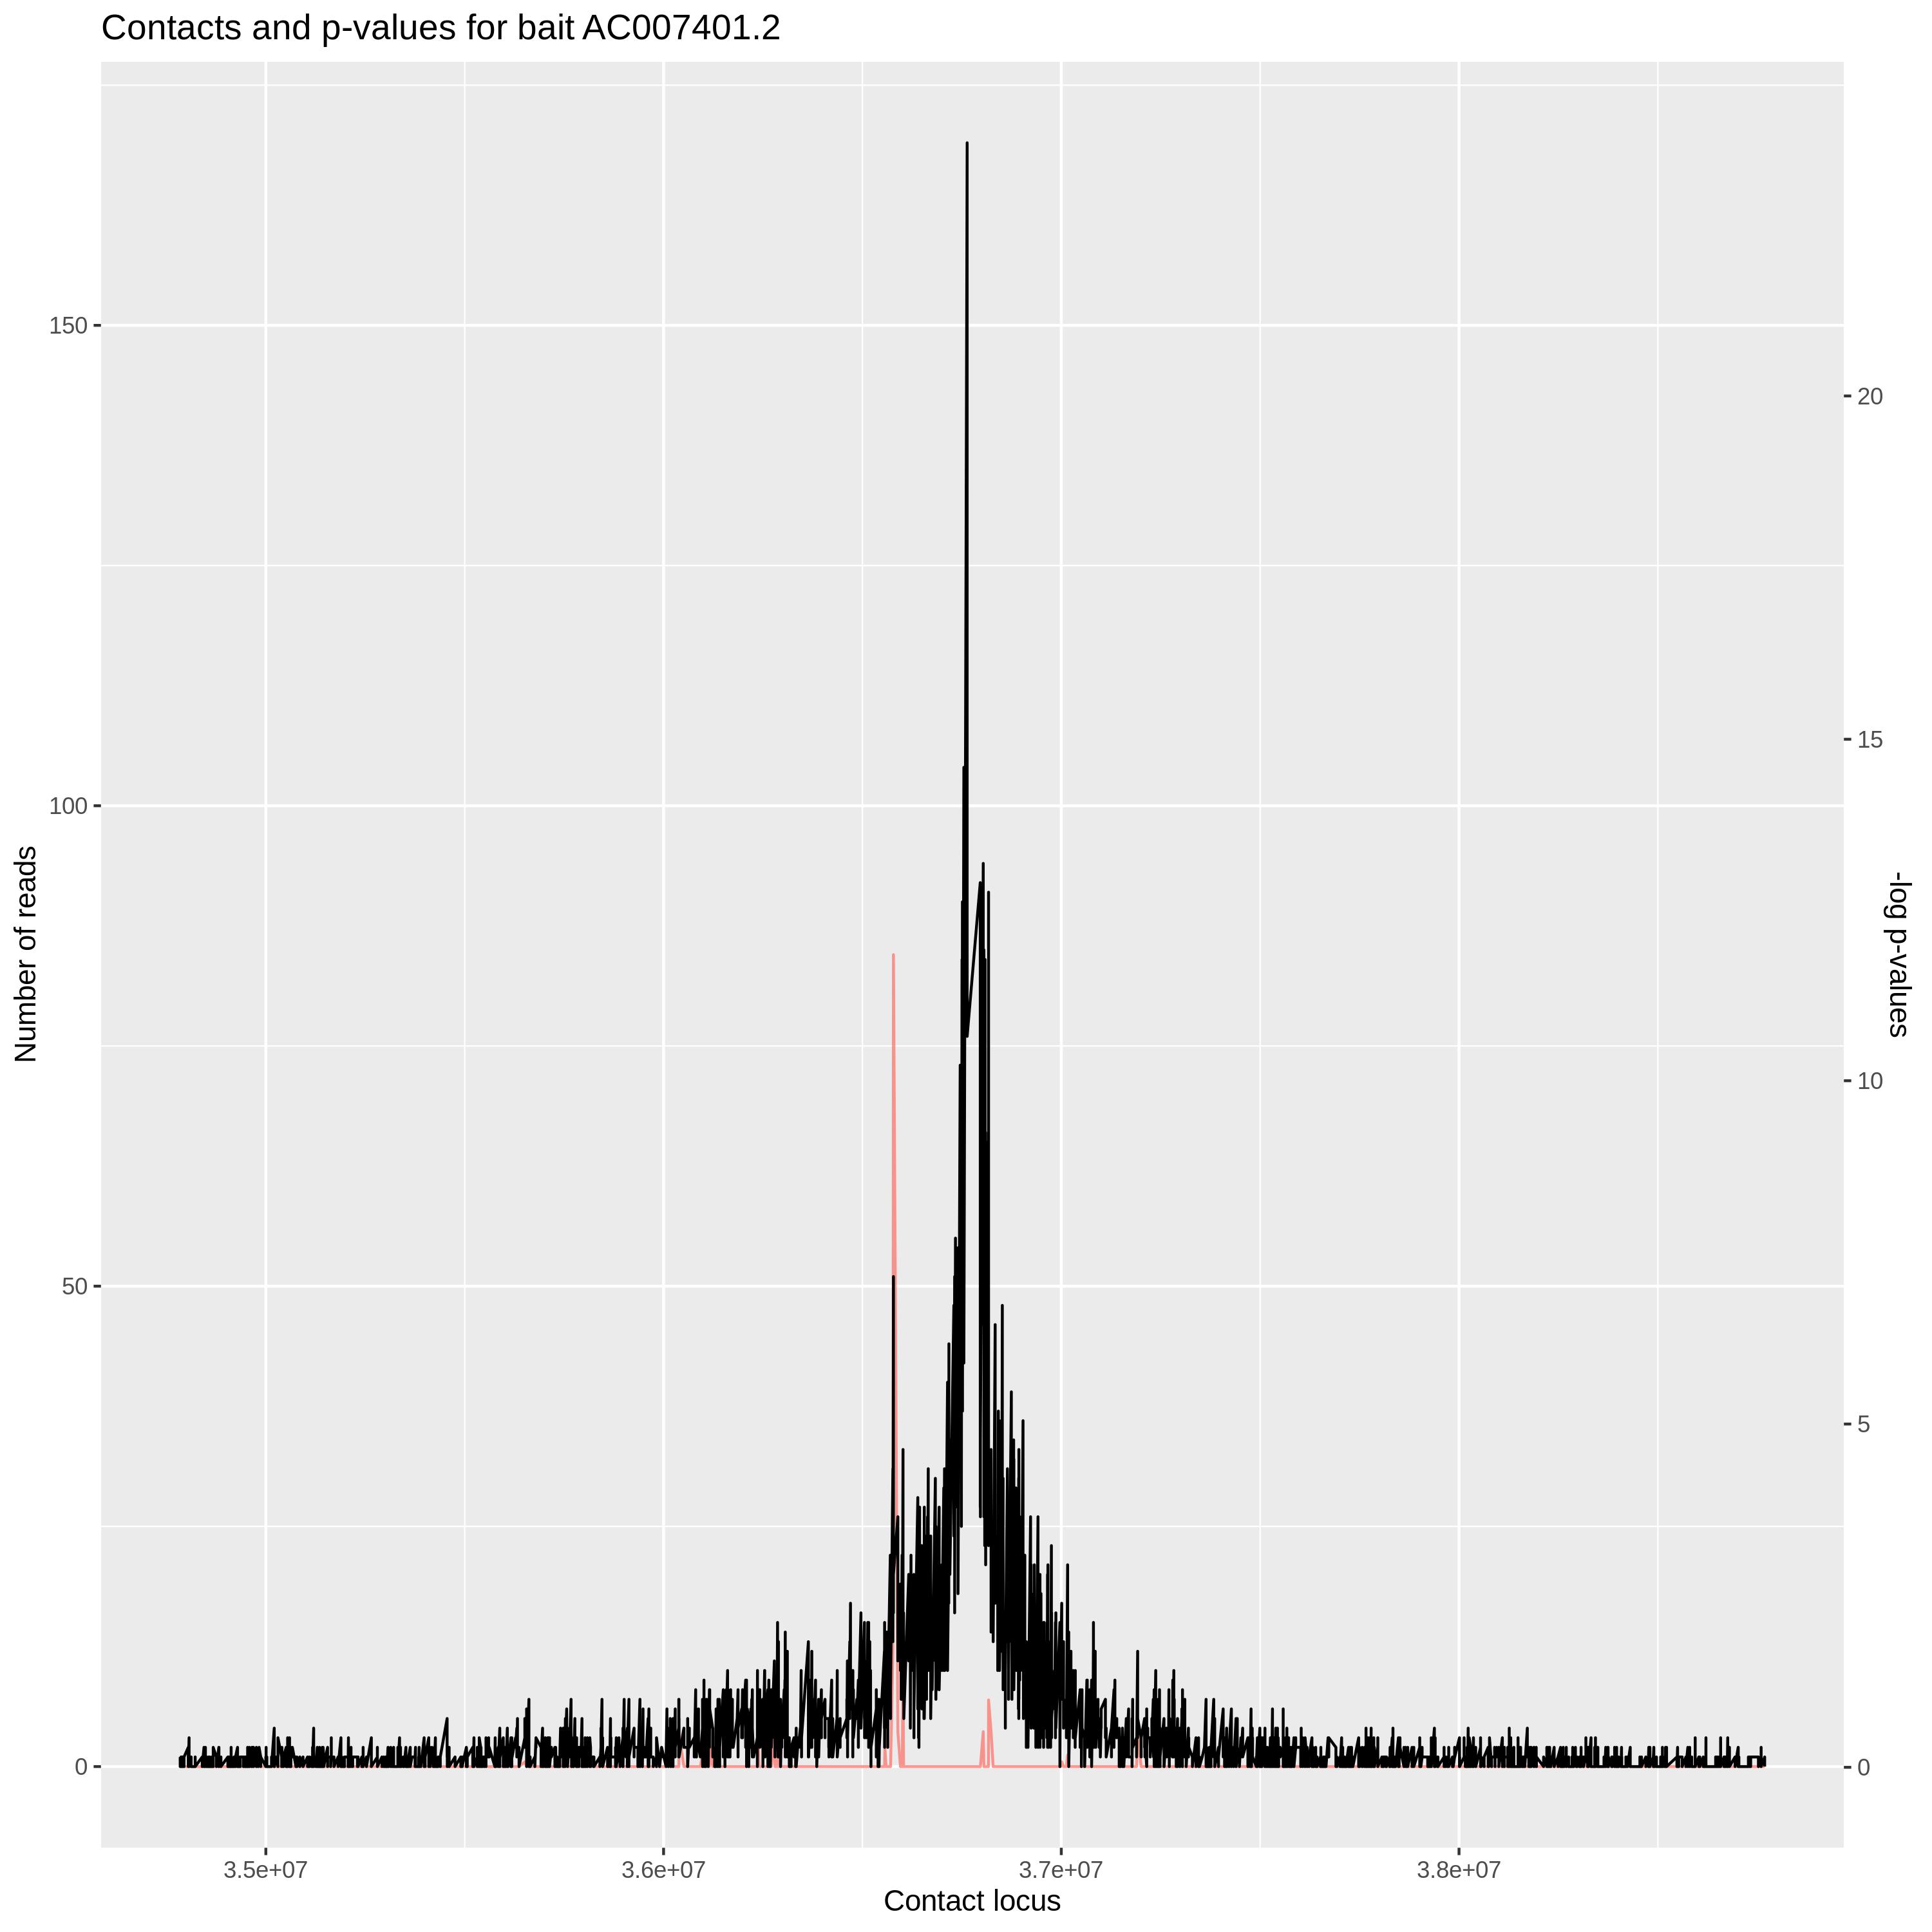 Contacts and p-values for bait AC007401.2
150
100
50
0
Number of reads
20
15
10
5
0
-log p-values
3.5e+07
3.6e+07
3.7e+07
3.8e+07
Contact locus